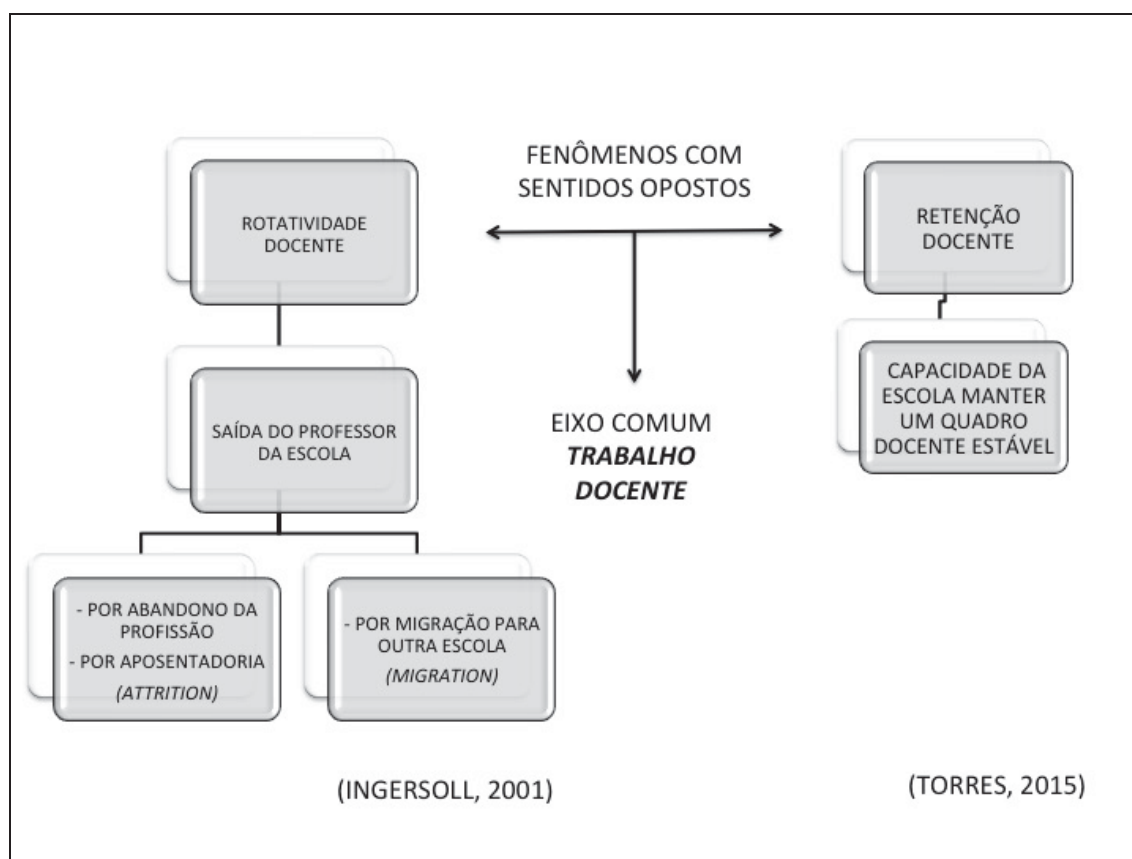 FENÔMENOS COM
SENTIDOS OPOSTOS
ROTATIVIDADE
DOCENTE
RETENÇÃO
DOCENTE
SAÍDA DO PROFESSOR
DA ESCOLA
EIXO COMUM
TRABALHO
DOCENTE
CAPACIDADE DA
ESCOLA MANTER
UM QUADRO
DOCENTE ESTÁVEL
- POR ABANDONO DA
PROFISSÃO
- POR APOSENTADORIA
(ATTRITION)
- POR MIGRAÇÃO PARA
OUTRA ESCOLA
(MIGRATION)
(INGERSOLL, 2001)
(TORRES, 2015)